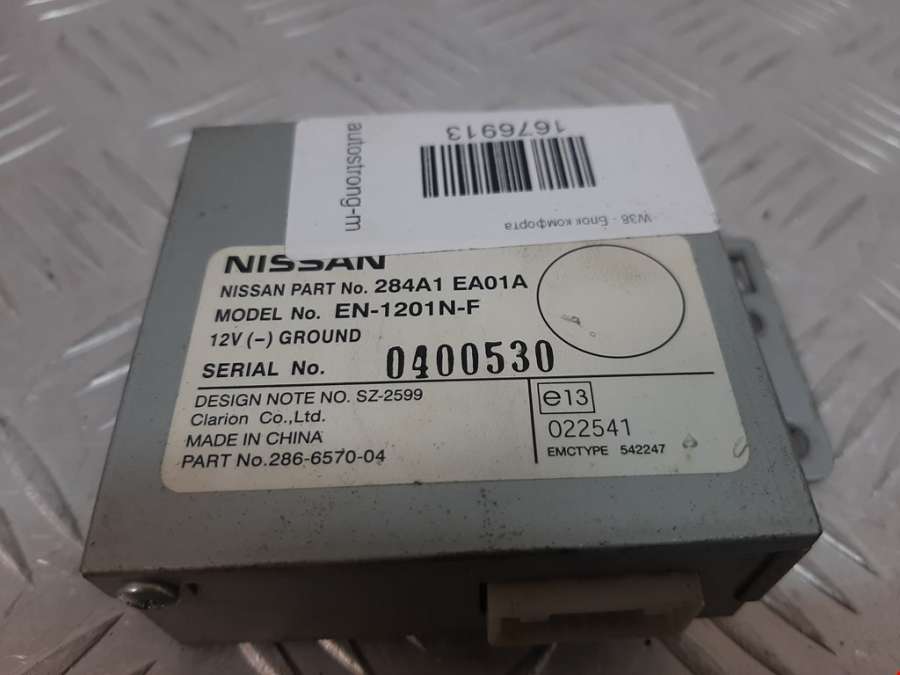 autostrong-m
1676913
W38 - блок комфорта
NISSAN
NISSAN PART No. 284A1 EA01A
MODEL No. EN-1201N-F
12V (-) GROUND
SERIAL No. 0400530
DESIGN NOTE NO. SZ-2599
Clarion Co.,Ltd.
MADE IN CHINA
PART No.286-6570-04
e13
022541
EMCTYPE 542247